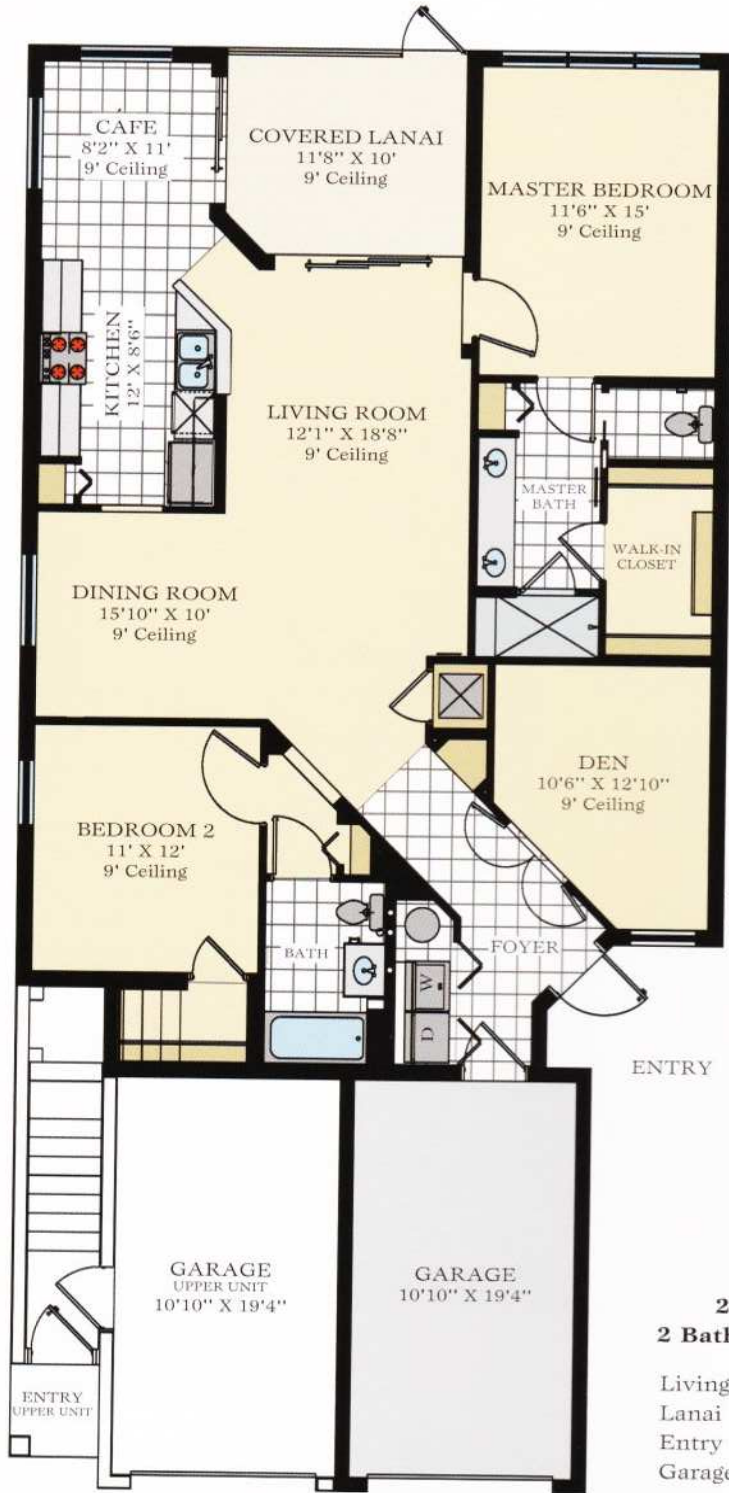 CAFE
8'2" X 11'
9' Ceiling
COVERED LANAI
11'8" X 10'
9' Ceiling
MASTER BEDROOM
11'6" X 15'
9' Ceiling
KITCHEN
12' X 8'6"
LIVING ROOM
12'1" X 18'8"
9' Ceiling
MASTER
BATH
WALK-IN
CLOSET
DINING ROOM
15'10" X 10'
9' Ceiling
DEN
10'6" X 12'10"
9' Ceiling
BEDROOM 2
11' X 12'
9' Ceiling
BATH
FOYER
W
D
ENTRY
GARAGE
UPPER UNIT
10'10" X 19'4"
GARAGE
10'10" X 19'4"
ENTRY
UPPER UNIT
2
2 Bath
Living
Lanai
Entry
Garage